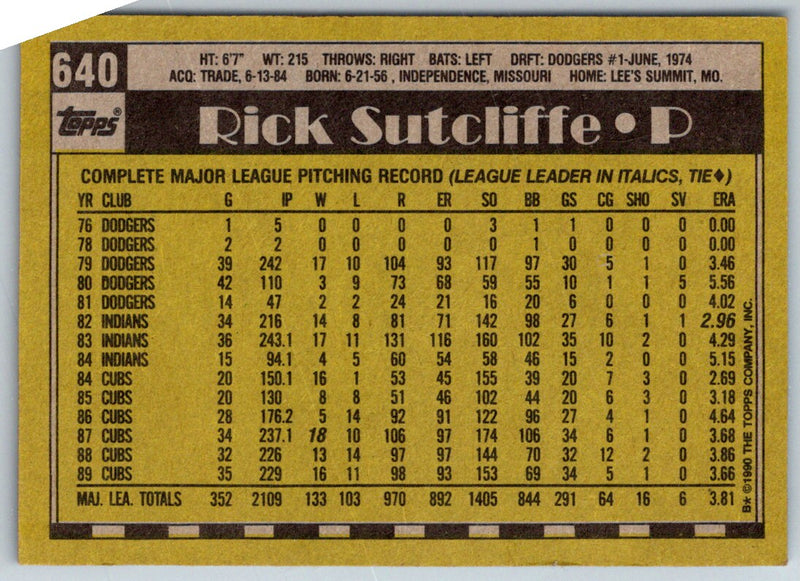 640
HT: 6'7" WT: 215 THROWS: RIGHT BATS: LEFT DRFT: DODGERS #1-JUNE, 1974
ACQ: TRADE, 6-13-84 BORN: 6-21-56 , INDEPENDENCE, MISSOURI HOME: LEE'S SUMMIT, MO.
Topps®
Rick Sutcliffe • P
COMPLETE MAJOR LEAGUE PITCHING RECORD (LEAGUE LEADER IN ITALICS, TIE♦)
YR CLUB G IP W L R ER SO BB GS CG SHO SV ERA
76 DODGERS 1 5 0 0 0 0 3 1 1 0 0 0 0.00
78 DODGERS 2 2 0 0 0 0 0 1 0 0 0 0 0.00
79 DODGERS 39 242 17 10 104 93 117 97 30 5 1 0 3.46
80 DODGERS 42 110 3 9 73 68 59 55 10 1 1 5 5.56
81 DODGERS 14 47 2 2 24 21 16 20 6 0 0 0 4.02
82 INDIANS 34 216 14 8 81 71 142 98 27 6 1 1 2.96
83 INDIANS 36 243.1 17 11 131 116 160 102 35 10 2 0 4.29
84 INDIANS 15 94.1 4 5 60 54 58 46 15 2 0 0 5.15
84 CUBS 20 150.1 16 1 53 45 155 39 20 7 3 0 2.69
85 CUBS 20 130 8 8 51 46 102 44 20 6 3 0 3.18
86 CUBS 28 176.2 5 14 92 91 122 96 27 4 1 0 4.64
87 CUBS 34 237.1 18 10 106 97 174 106 34 6 1 0 3.68
88 CUBS 32 226 13 14 97 97 144 70 32 12 2 0 3.86
89 CUBS 35 229 16 11 98 93 153 69 34 5 1 0 3.66
MAJ. LEA. TOTALS 352 2109 133 103 970 892 1405 844 291 64 16 6 3.81
B* ©1990 THE TOPPS COMPANY, INC.